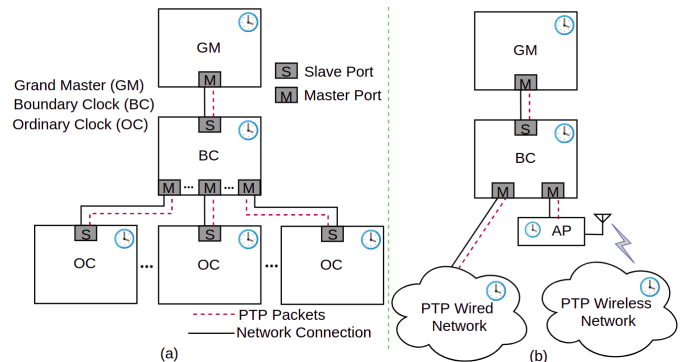 GM
M
S Slave Port
M Master Port
Grand Master (GM)
Boundary Clock (BC)
Ordinary Clock (OC)
S
BC
M ... M ... M
S
S
S
OC
...
OC
...
OC
PTP Packets
Network Connection
(a)
GM
M
S
BC
M
M
AP
PTP Wired
Network
PTP Wireless
Network
(b)